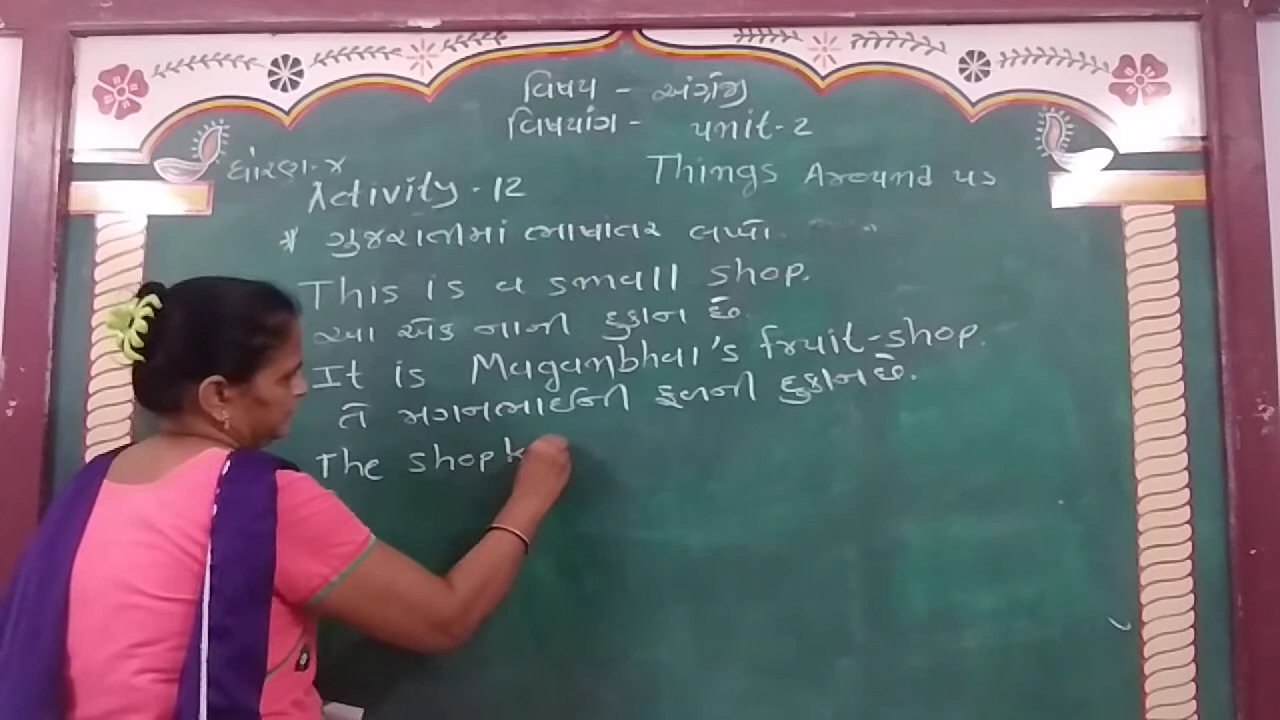 વિષય - અંગ્રેજી
વિષયાંગ - unit-2
ધોરણ-૪
Things Around us
Activity-12
* ગુજરાતીમાં ભાષાંતર લખો.
This is a small shop.
આ એક નાની દુકાન છે.
It is Maganbhai's fruit-shop.
તે મગનભાઈની ફળની દુકાન છે.
The shopk